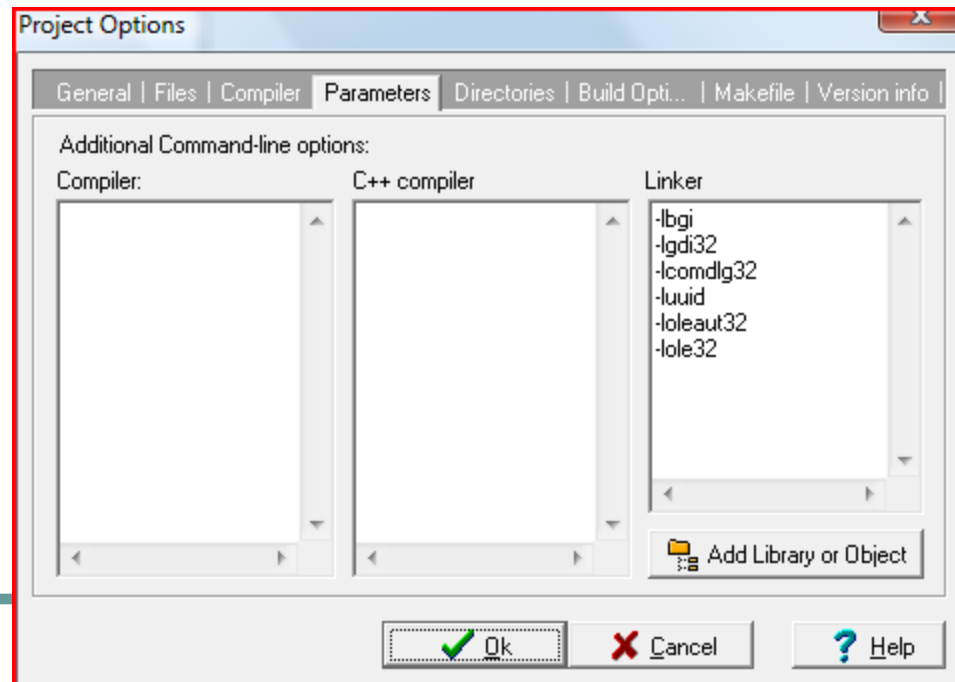 Project Options
General | Files | Compiler Parameters Directories | Build Opti... | Makefile | Version info |
Additional Command-line options:
Compiler: C++ compiler Linker
-lbgi
-lgdi32
-lcomdlg32
-luuid
-loleaut32
-lole32
Add Library or Object
Ok Cancel ? Help